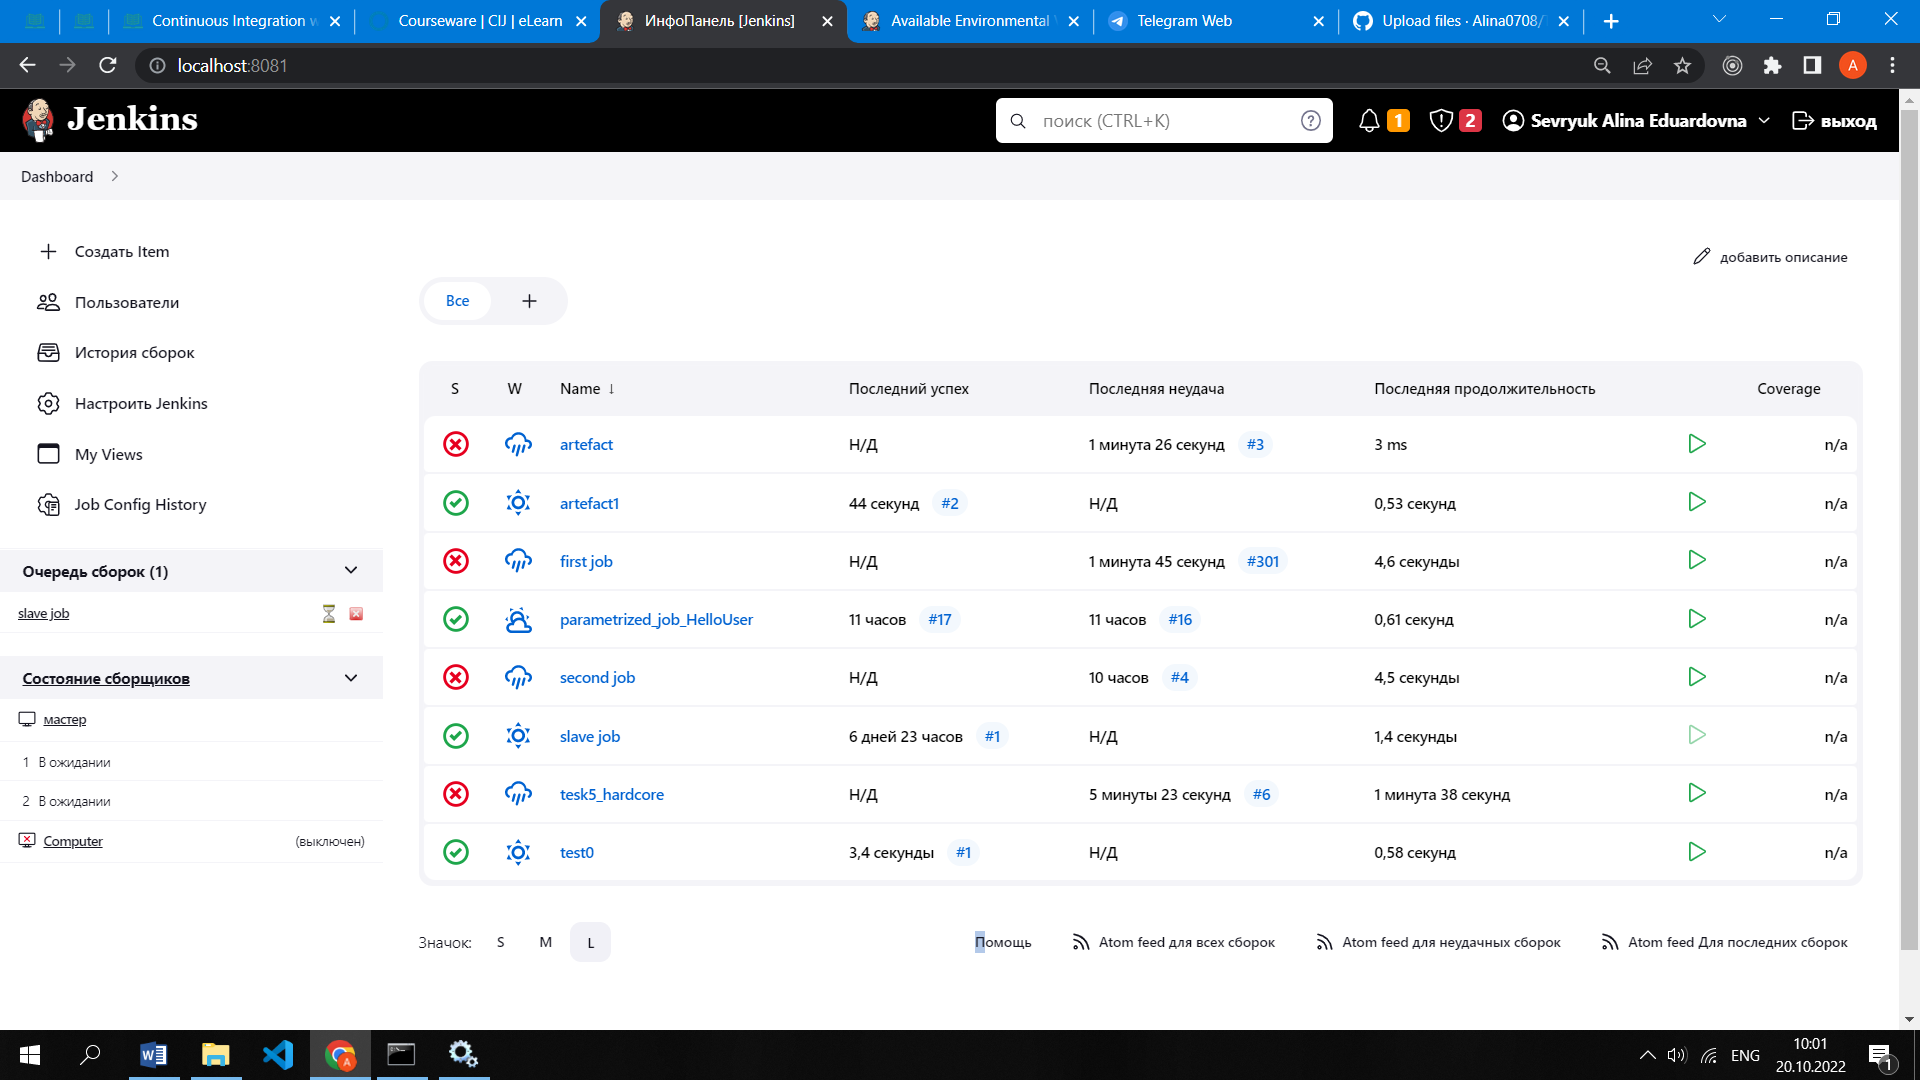 Continuous Integration w
Courseware | CIJ | eLearn
ИнфоПанель [Jenkins]
Available Environmental
Telegram Web
Upload files · Alina0708/
localhost:8081
A
Jenkins
поиск (CTRL+K)
1
2
Sevryuk Alina Eduardovna
выход
Dashboard
Создать Item
Пользователи
История сборок
Настроить Jenkins
My Views
Job Config History
Очередь сборок (1)
slave job
Состояние сборщиков
мастер
1 В ожидании
2 В ожидании
Computer (выключен)
добавить описание
Все
S W Name ↓ Последний успех Последняя неудача Последняя продолжительность Coverage
artefact Н/Д 1 минута 26 секунд #3 3 ms n/a
artefact1 44 секунд #2 Н/Д 0,53 секунд n/a
first job Н/Д 1 минута 45 секунд #301 4,6 секунды n/a
parametrized_job_HelloUser 11 часов #17 11 часов #16 0,61 секунд n/a
second job Н/Д 10 часов #4 4,5 секунды n/a
slave job 6 дней 23 часов #1 Н/Д 1,4 секунды n/a
tesk5_hardcore Н/Д 5 минуты 23 секунд #6 1 минута 38 секунд n/a
test0 3,4 секунды #1 Н/Д 0,58 секунд n/a
Значок: S M L
Помощь
Atom feed для всех сборок
Atom feed для неудачных сборок
Atom feed Для последних сборок
ENG
10:01
20.10.2022
1